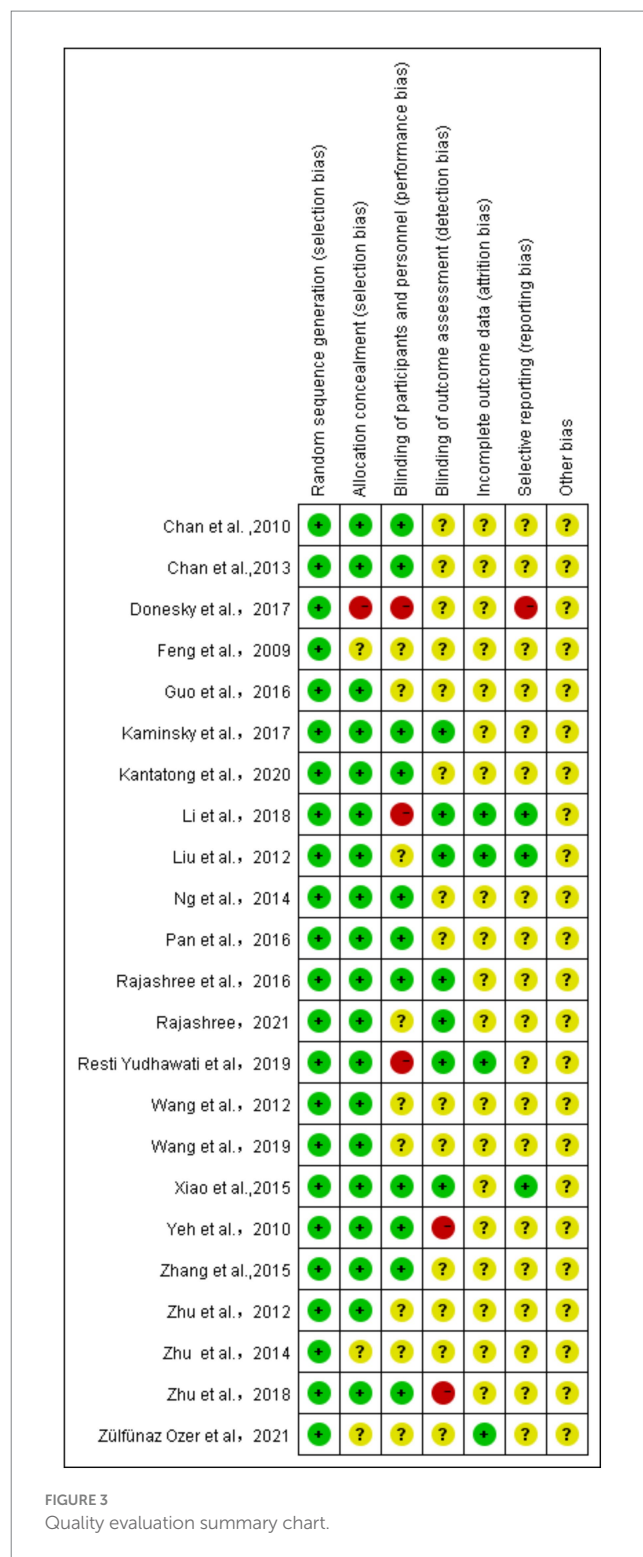 Random sequence generation (selection bias)
Allocation concealment (selection bias)
Blinding of participants and personnel (performance bias)
Blinding of outcome assessment (detection bias)
Incomplete outcome data (attrition bias)
Selective reporting (reporting bias)
Other bias
Chan et al. ,2010 + + + ? ? ? ?
Chan et al.,2013 + + + ? ? ? ?
Donesky et al.，2017 + - - ? ? - ?
Feng et al.，2009 + ? ? ? ? ? ?
Guo et al.，2016 + + ? ? ? ? ?
Kaminsky et al.，2017 + + + + ? ? ?
Kantatong et al.，2020 + + + ? ? ? ?
Li et al.，2018 + + - + + + ?
Liu et al.，2012 + + ? + + + ?
Ng et al.，2014 + + + ? ? ? ?
Pan et al.，2016 + + + ? ? ? ?
Rajashree et al.，2016 + + + + ? ? ?
Rajashree，2021 + + ? + ? ? ?
Resti Yudhawati et al，2019 + + - + + ? ?
Wang et al.，2012 + + ? ? ? ? ?
Wang et al.，2019 + + ? ? ? ? ?
Xiao et al.,2015 + + + + ? + ?
Yeh et al.，2010 + + + - ? ? ?
Zhang et al.,2015 + + + ? ? ? ?
Zhu et al.，2012 + + ? ? ? ? ?
Zhu et al.，2014 + ? ? ? ? ? ?
Zhu et al.，2018 + + + - ? ? ?
Zülfünaz Ozer et al，2021 + ? ? ? + ? ?
FIGURE 3
Quality evaluation summary chart.